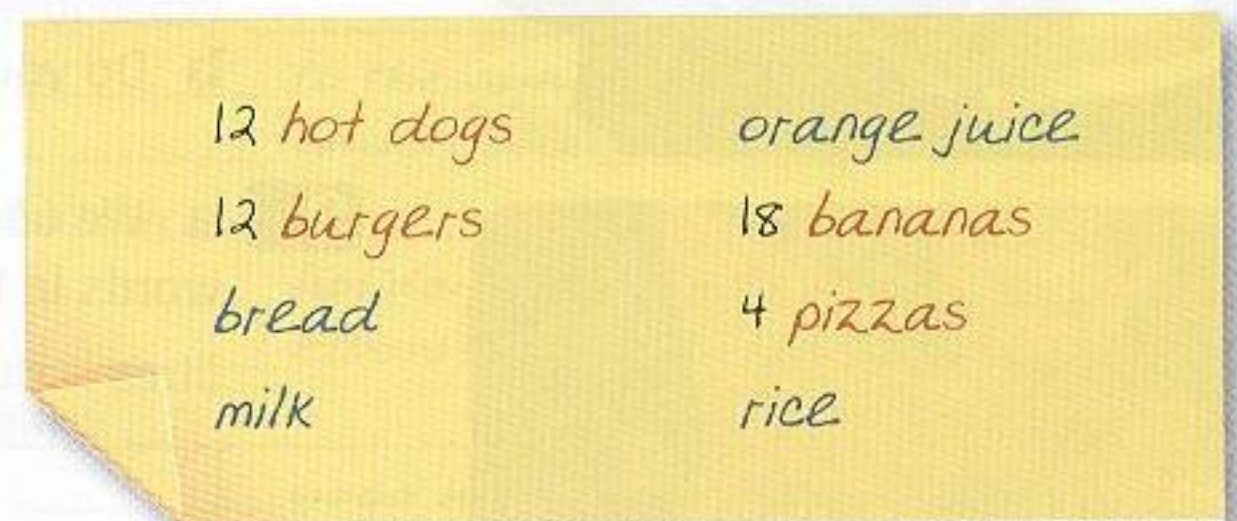 12 hot dogs
12 burgers
bread
milk
orange juice
18 bananas
4 pizzas
rice